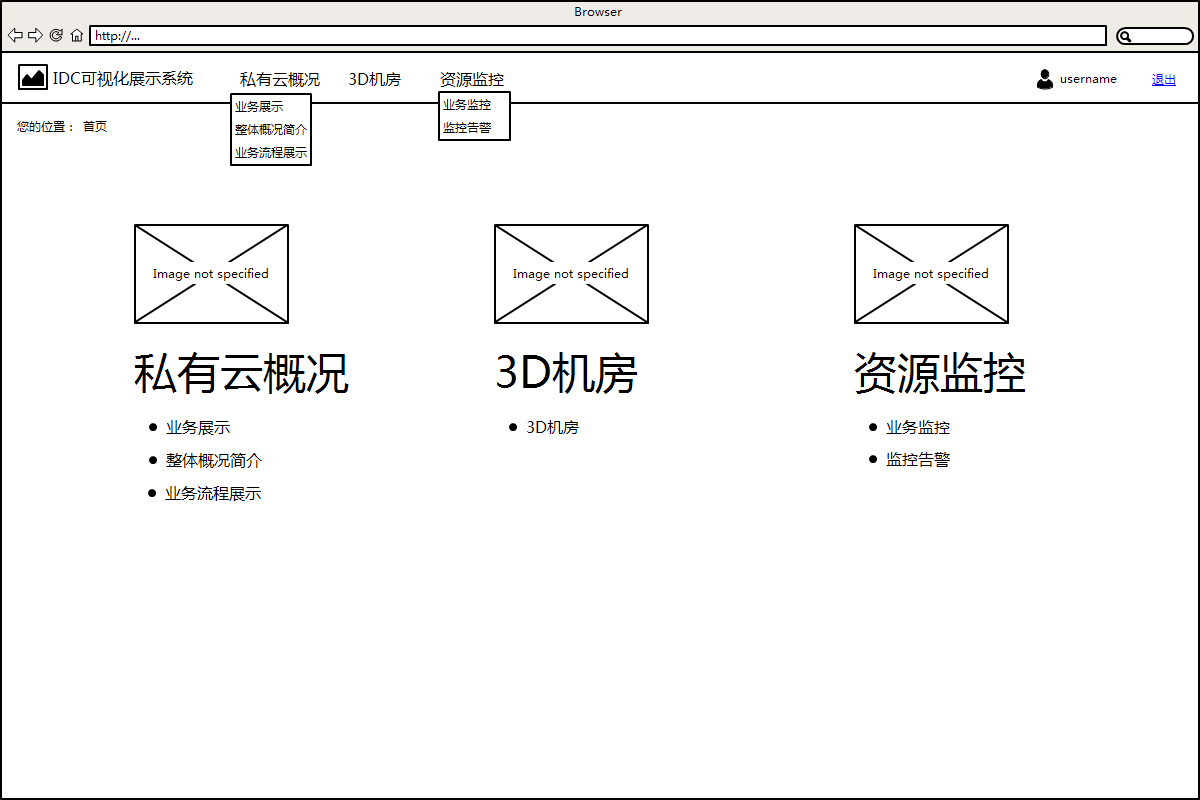 Browser
http://...
IDC可视化展示系统 私有云概况 3D机房 资源监控 username 退出
业务展示
整体概况简介
业务流程展示
业务监控
监控告警
您的位置： 首页
Image not specified
私有云概况
业务展示
整体概况简介
业务流程展示
Image not specified
3D机房
3D机房
Image not specified
资源监控
业务监控
监控告警